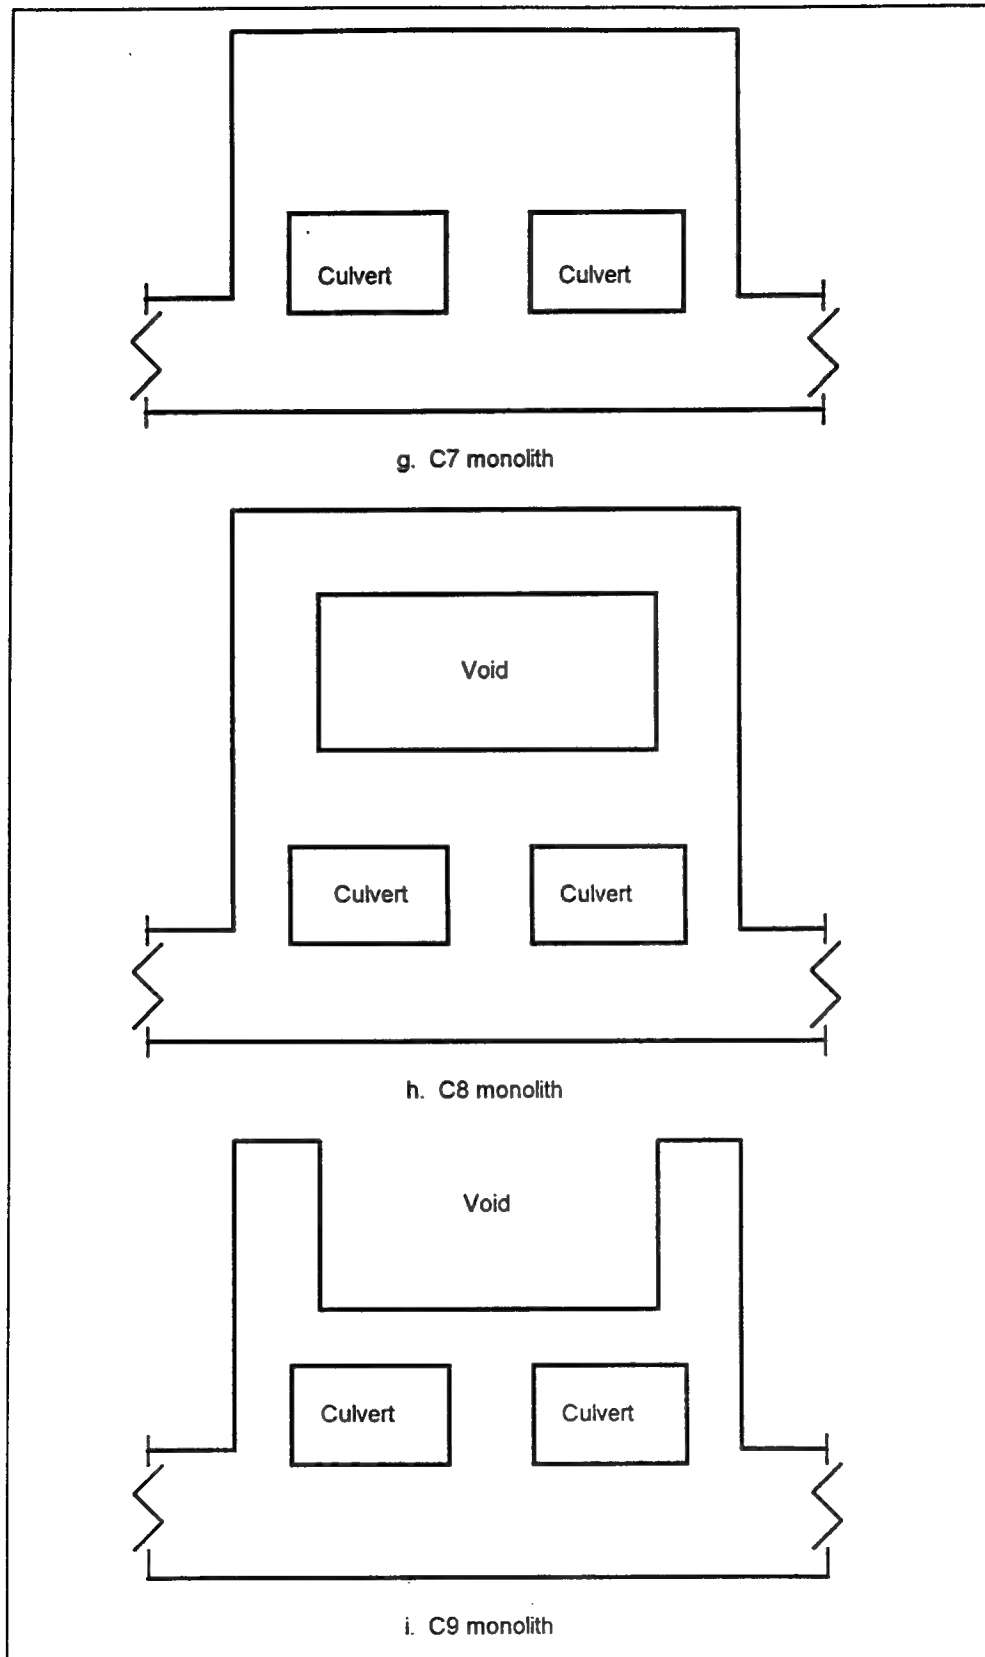 Culvert Culvert
g. C7 monolith
Void
Culvert Culvert
h. C8 monolith
Void
Culvert Culvert
i. C9 monolith